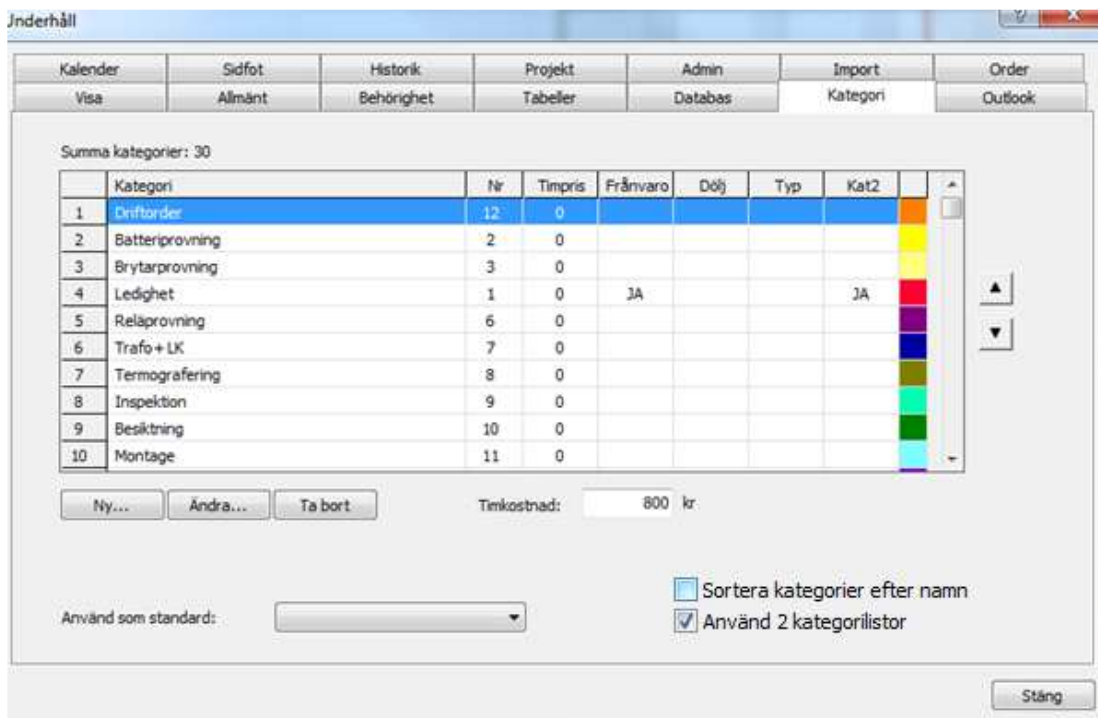 Underhåll
Kalender Sidfot Historik Projekt Admin Import Order
Visa Allmänt Behörighet Tabeller Databas Kategori Outlook
Summa kategorier: 30
Kategori Nr Timpris Frånvaro Dölj Typ Kat2
1 Driftorder 12 0
2 Batteriprovning 2 0
3 Brytarprovning 3 0
4 Ledighet 1 0 JA JA
5 Reläprovning 6 0
6 Trafo+LK 7 0
7 Termografering 8 0
8 Inspektion 9 0
9 Besiktning 10 0
10 Montage 11 0
Ny... Ändra... Ta bort Timkostnad: 800 kr
Sortera kategorier efter namn
Använd som standard: Använd 2 kategorilistor
Stäng